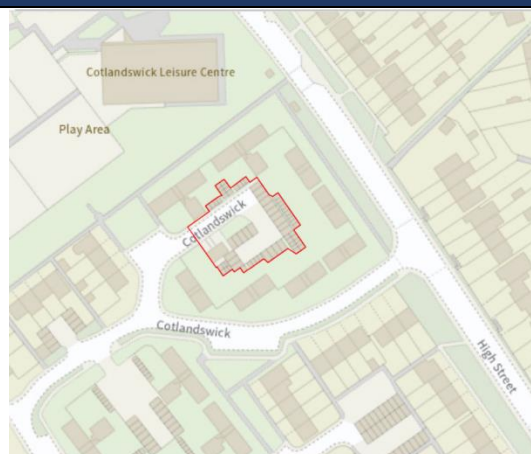 Cotlandswick Leisure Centre
Play Area
Cotlandswick
Cotlandswick
High Street